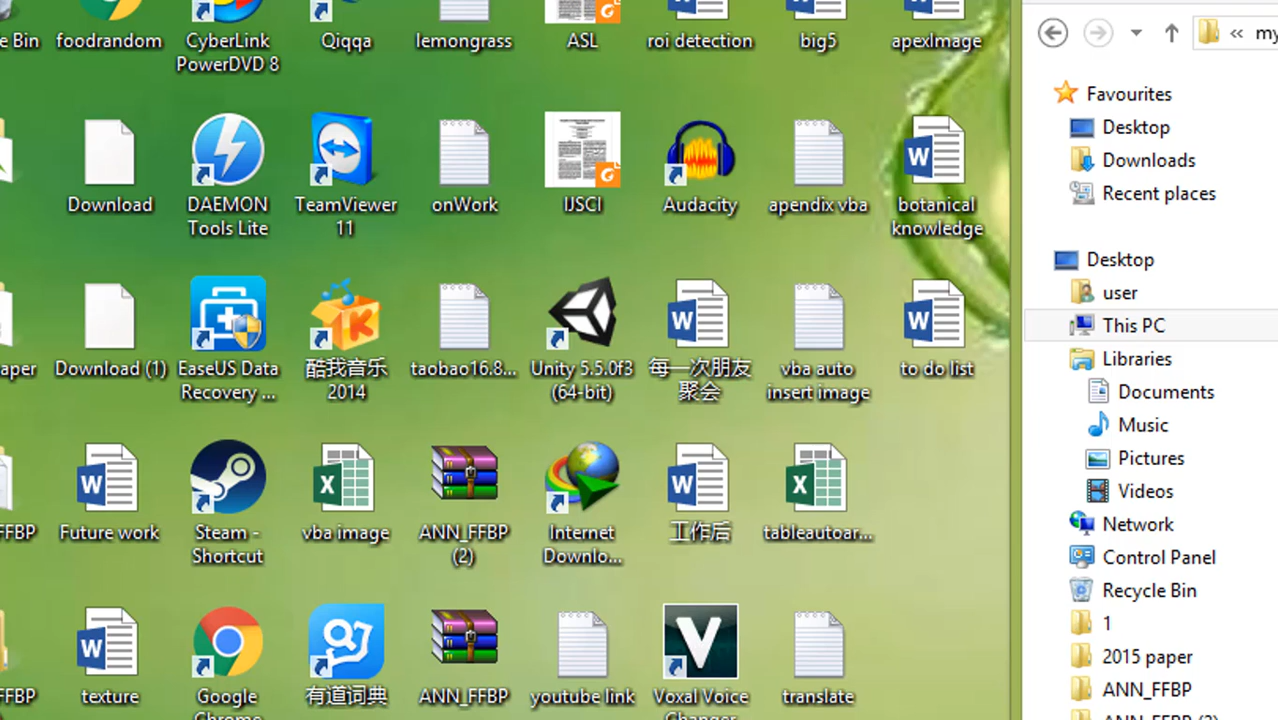 e Bin
foodrandom
CyberLink
PowerDVD 8
Qiqqa
lemongrass
ASL
roi detection
big5
apexImage
Download
DAEMON
Tools Lite
TeamViewer
11
onWork
IJSCI
Audacity
apendix vba
botanical
knowledge
aper
Download (1)
EaseUS Data
Recovery ...
酷我音乐
2014
taobao16.8...
Unity 5.5.0f3
(64-bit)
每一次朋友
聚会
vba auto
insert image
to do list
FFBP
Future work
Steam -
Shortcut
vba image
ANN_FFBP
(2)
Internet
Downlo...
工作后
tableautoar...
FFBP
texture
Google
Chrome
有道词典
ANN_FFBP
youtube link
Voxal Voice
Changer
translate
« my
Favourites
Desktop
Downloads
Recent places
Desktop
user
This PC
Libraries
Documents
Music
Pictures
Videos
Network
Control Panel
Recycle Bin
1
2015 paper
ANN_FFBP
ANN_FFBP (2)